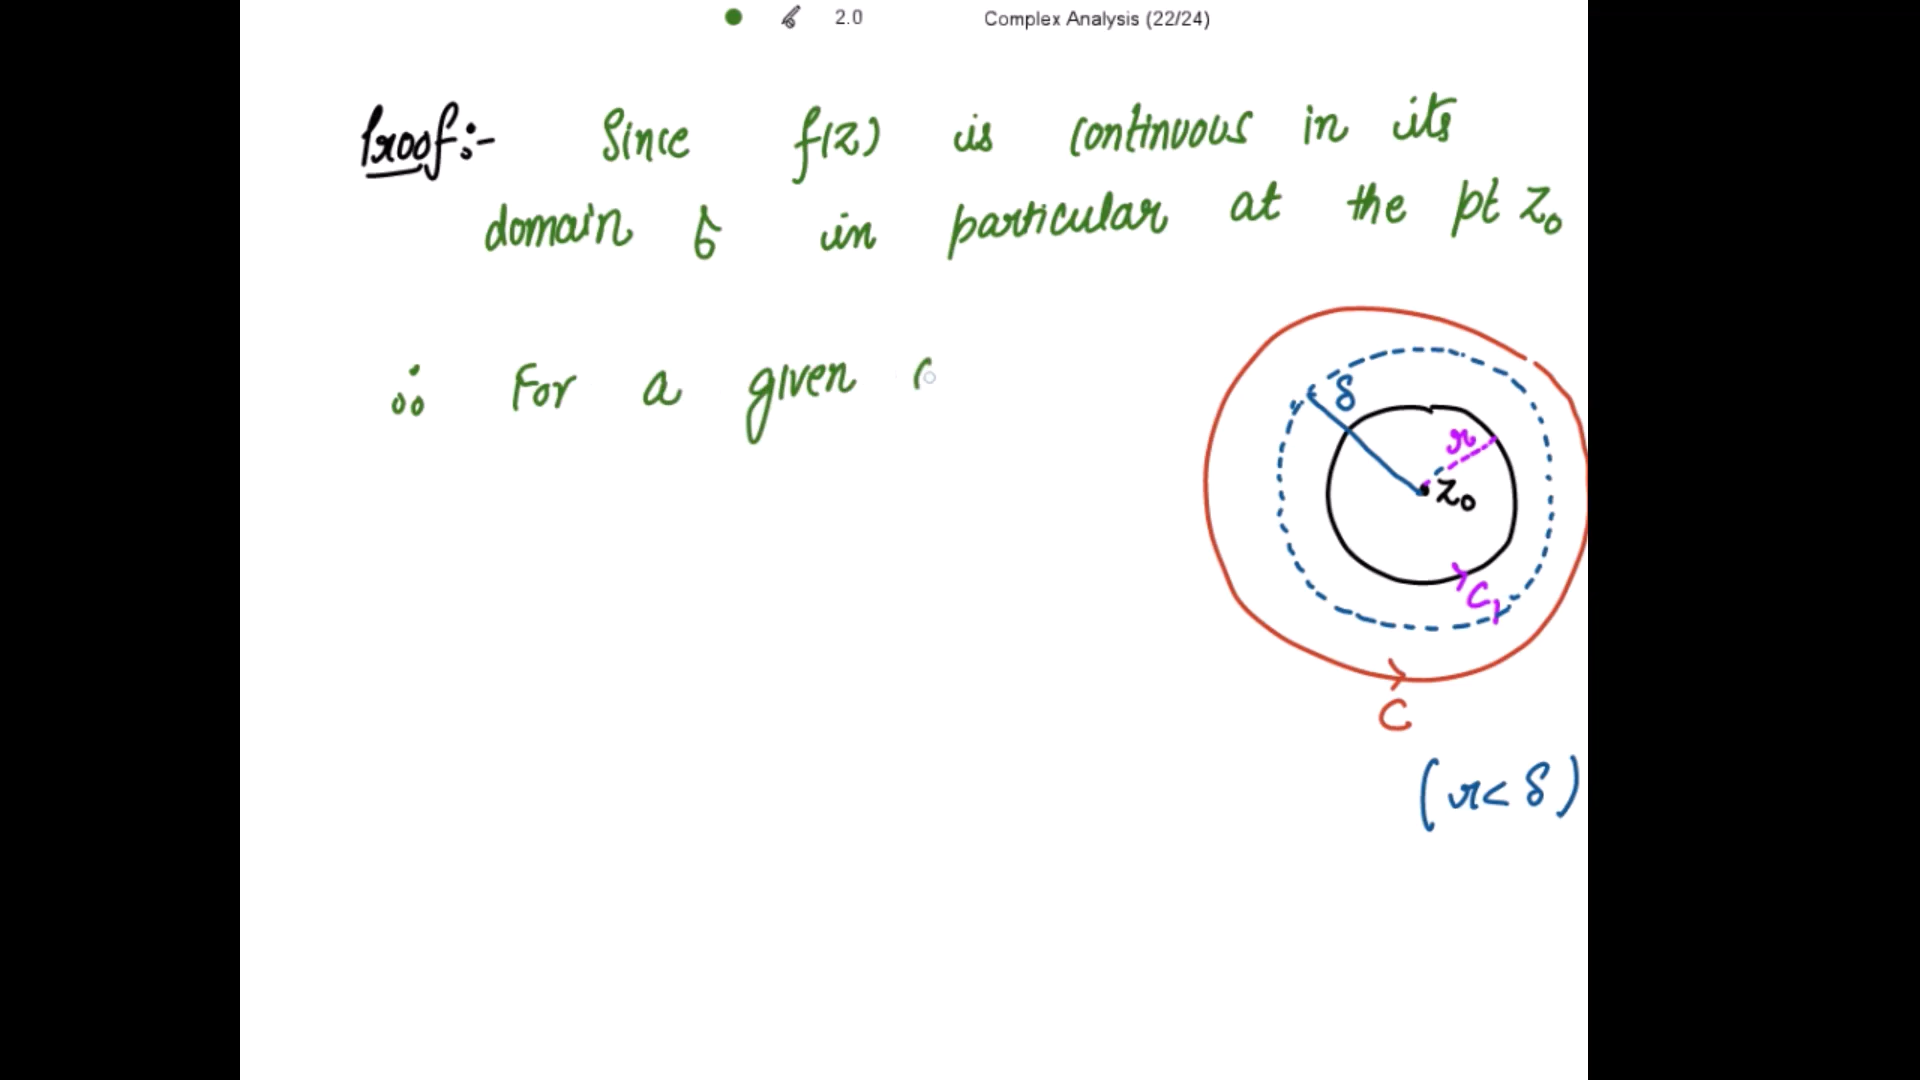 2.0 Complex Analysis (22/24)
Proof:- Since f(z) is continuous in its
domain & in particular at the pt z₀
∴ For a given
δ
r
z₀
C₁
C
(r < δ)